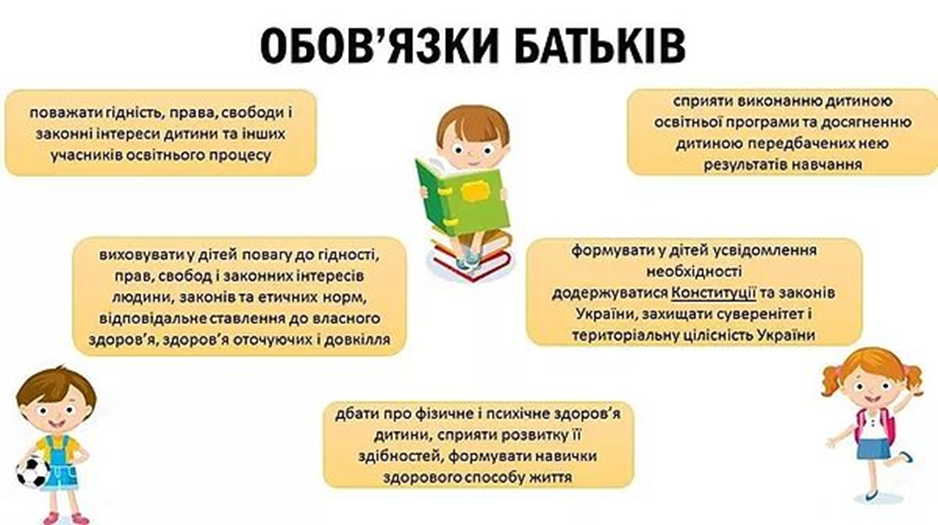 ОБОВ’ЯЗКИ БАТЬКІВ
поважати гідність, права, свободи і
законні інтереси дитини та інших
учасників освітнього процесу
сприяти виконанню дитиною
освітньої програми та досягненню
дитиною передбачених нею
результатів навчання
виховувати у дітей повагу до гідності,
прав, свобод і законних інтересів
людини, законів та етичних норм,
відповідальне ставлення до власного
здоров’я, здоров’я оточуючих і довкілля
формувати у дітей усвідомлення
необхідності
додержуватися Конституції та законів
України, захищати суверенітет і
територіальну цілісність України
дбати про фізичне і психічне здоров’я
дитини, сприяти розвитку її
здібностей, формувати навички
здорового способу життя